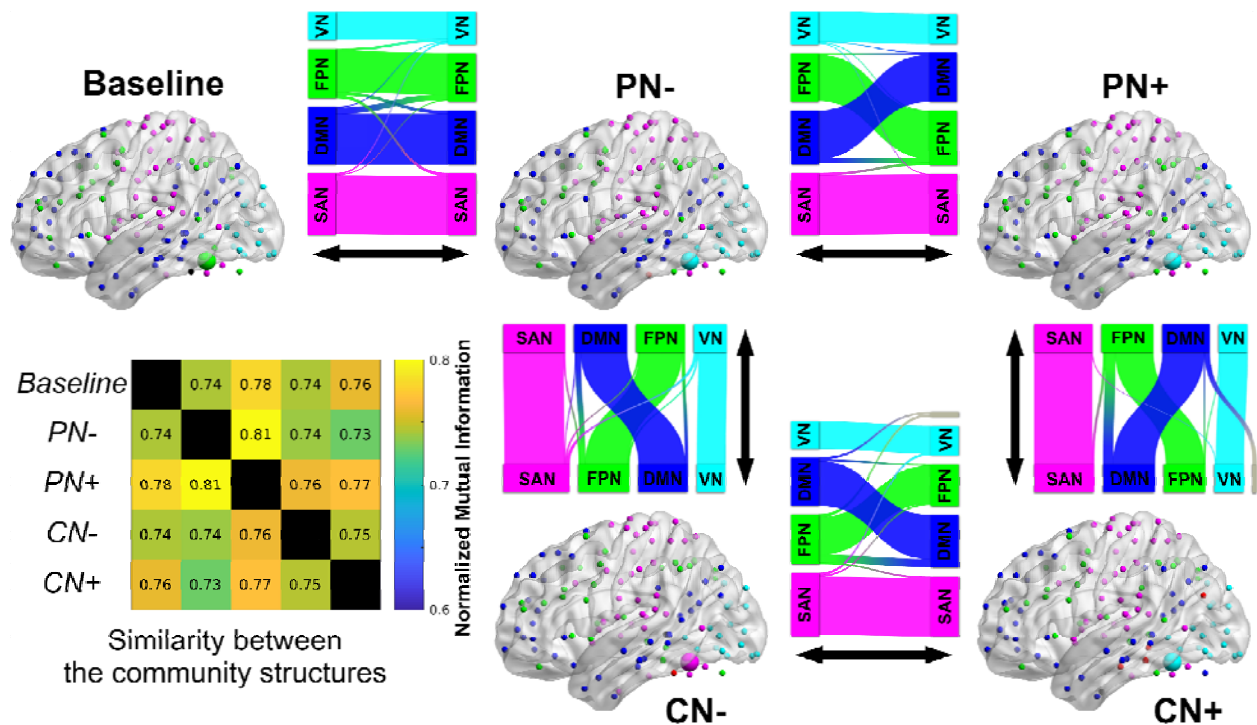 Baseline
PN-
PN+
VN VN
FPN FPN
DMN DMN
SAN SAN
VN VN
FPN DMN
DMN FPN
SAN SAN
Baseline 0.74 0.78 0.74 0.76
PN- 0.74 0.81 0.74 0.73
PN+ 0.78 0.81 0.76 0.77
CN- 0.74 0.74 0.76 0.75
CN+ 0.76 0.73 0.77 0.75
0.8
0.7
0.6
Normalized Mutual Information
Similarity between
the community structures
SAN DMN FPN VN
SAN FPN DMN VN
VN VN
DMN FPN
FPN DMN
SAN SAN
SAN FPN DMN VN
SAN DMN FPN VN
CN-
CN+